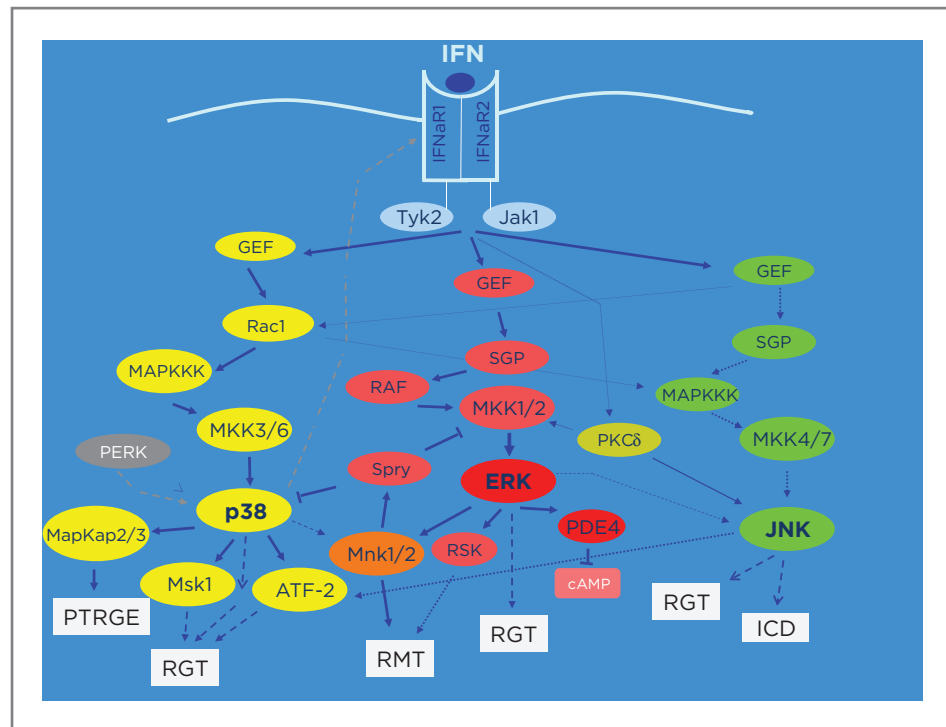 IFN
IFNaR1
IFNaR2
Tyk2
Jak1
GEF
GEF
GEF
Rac1
SGP
SGP
MAPKKK
RAF
MAPKKK
MKK1/2
MKK3/6
PKCδ
MKK4/7
PERK
Spry
ERK
p38
MapKap2/3
PDE4
JNK
Mnk1/2
RSK
Msk1
ATF-2
cAMP
PTRGE
RGT
RGT
ICD
RMT
RGT